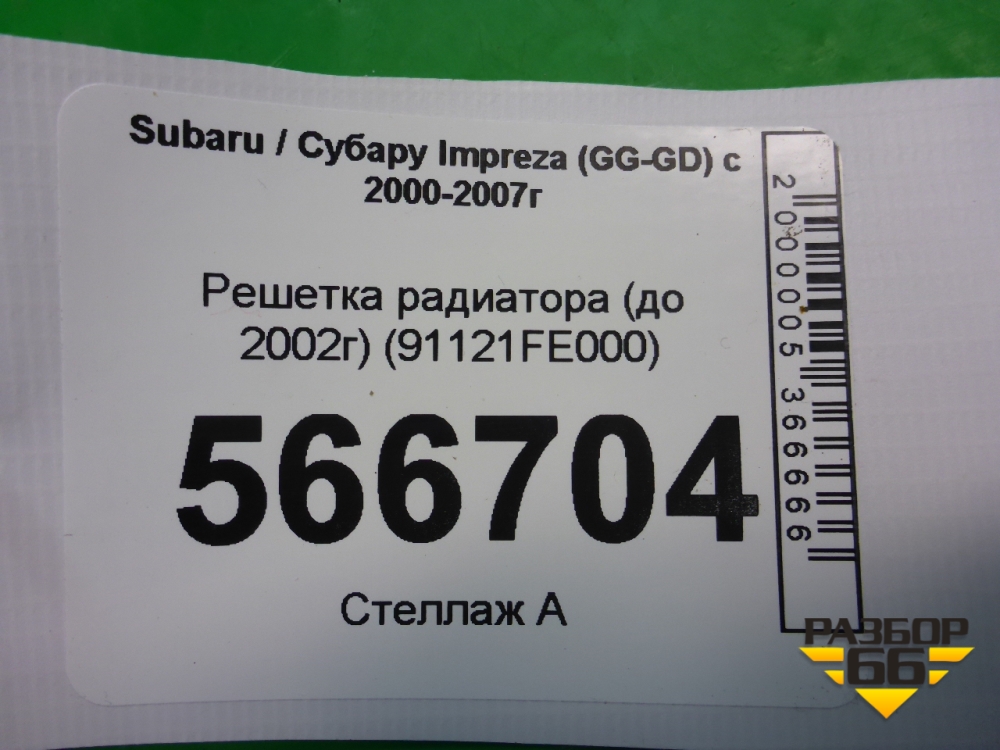 Subaru / Субару Impreza (GG-GD) с
2000-2007г
Решетка радиатора (до
2002г) (91121FE000)
566704
Стеллаж А
2000005366666
РАЗБОР
66